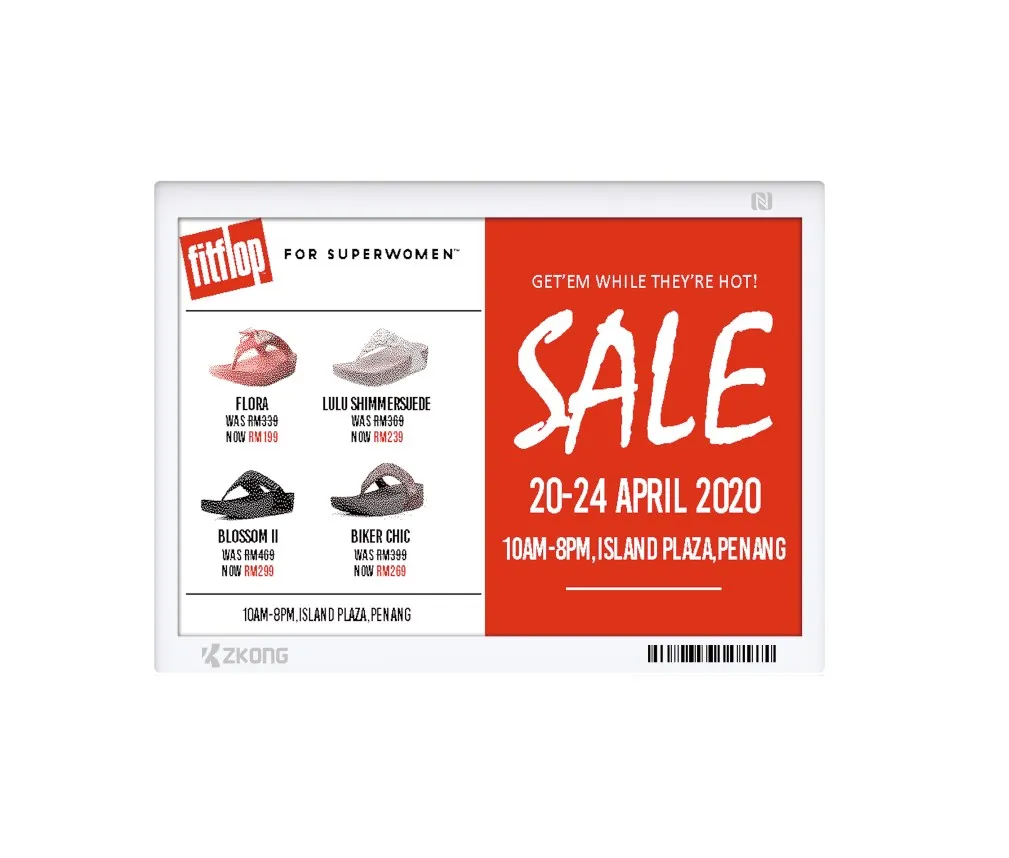 fitflop FOR SUPERWOMEN™
FLORA
WAS RM339
NOW RM199
LULU SHIMMERSUEDE
WAS RM369
NOW RM239
BLOSSOM II
WAS RM469
NOW RM299
BIKER CHIC
WAS RM399
NOW RM269
10AM-8PM,ISLAND PLAZA,PENANG
GET'EM WHILE THEY'RE HOT!
SALE
20-24 APRIL 2020
10AM-8PM,ISLAND PLAZA,PENANG
ZKONG